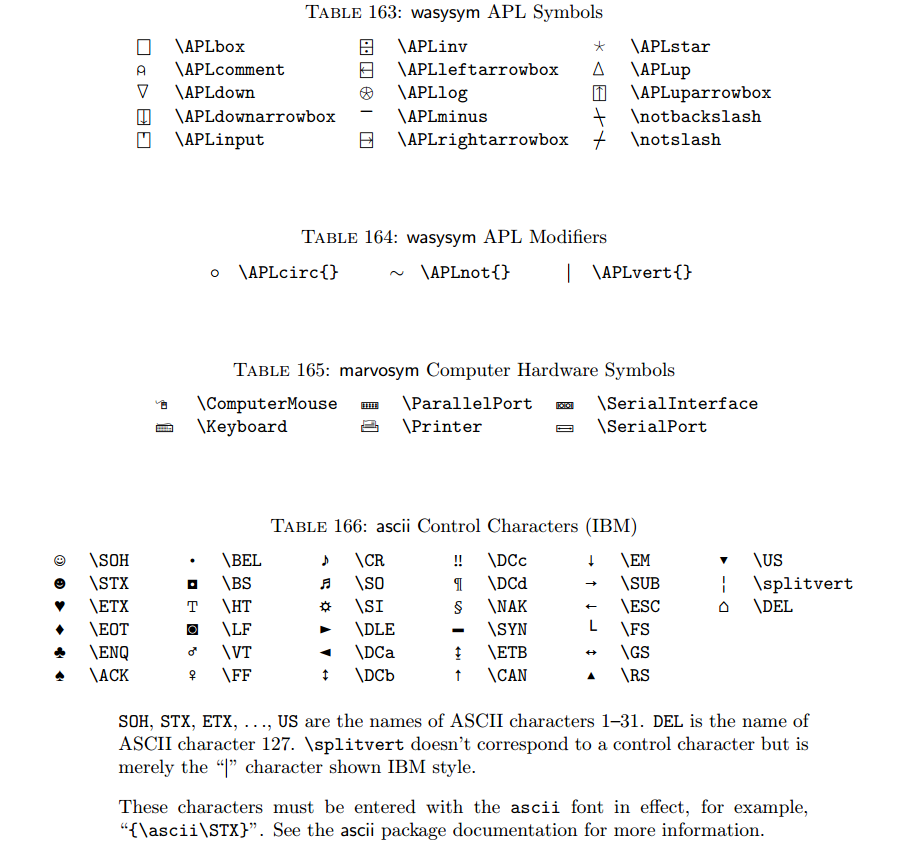 TABLE 163: wasysym APL Symbols
\APLbox \APLinv ⋆ \APLstar
\APLcomment \APLleftarrowbox △ \APLup
▽ \APLdown \APLlog \APLuparrowbox
\APLdownarrowbox ¯ \APLminus \notbackslash
\APLinput \APLrightarrowbox \notslash
TABLE 164: wasysym APL Modifiers
∘ \APLcirc{} ∼ \APLnot{} | \APLvert{}
TABLE 165: marvosym Computer Hardware Symbols
\ComputerMouse \ParallelPort \SerialInterface
\Keyboard \Printer \SerialPort
TABLE 166: ascii Control Characters (IBM)
☺ \SOH • \BEL ♪ \CR ‼ \DCc ↓ \EM ▼ \US
☻ \STX ◘ \BS ♬ \SO ¶ \DCd → \SUB ¦ \splitvert
♥ \ETX T \HT ☼ \SI § \NAK ← \ESC ⌂ \DEL
♦ \EOT ◙ \LF ► \DLE ▬ \SYN └ \FS
♣ \ENQ ♂ \VT ◄ \DCa ↨ \ETB ↔ \GS
♠ \ACK ♀ \FF ↕ \DCb ↑ \CAN ▲ \RS
SOH, STX, ETX, ..., US are the names of ASCII characters 1–31. DEL is the name of
ASCII character 127. \splitvert doesn't correspond to a control character but is
merely the “|” character shown IBM style.
These characters must be entered with the ascii font in effect, for example,
“{\ascii\STX}”. See the ascii package documentation for more information.